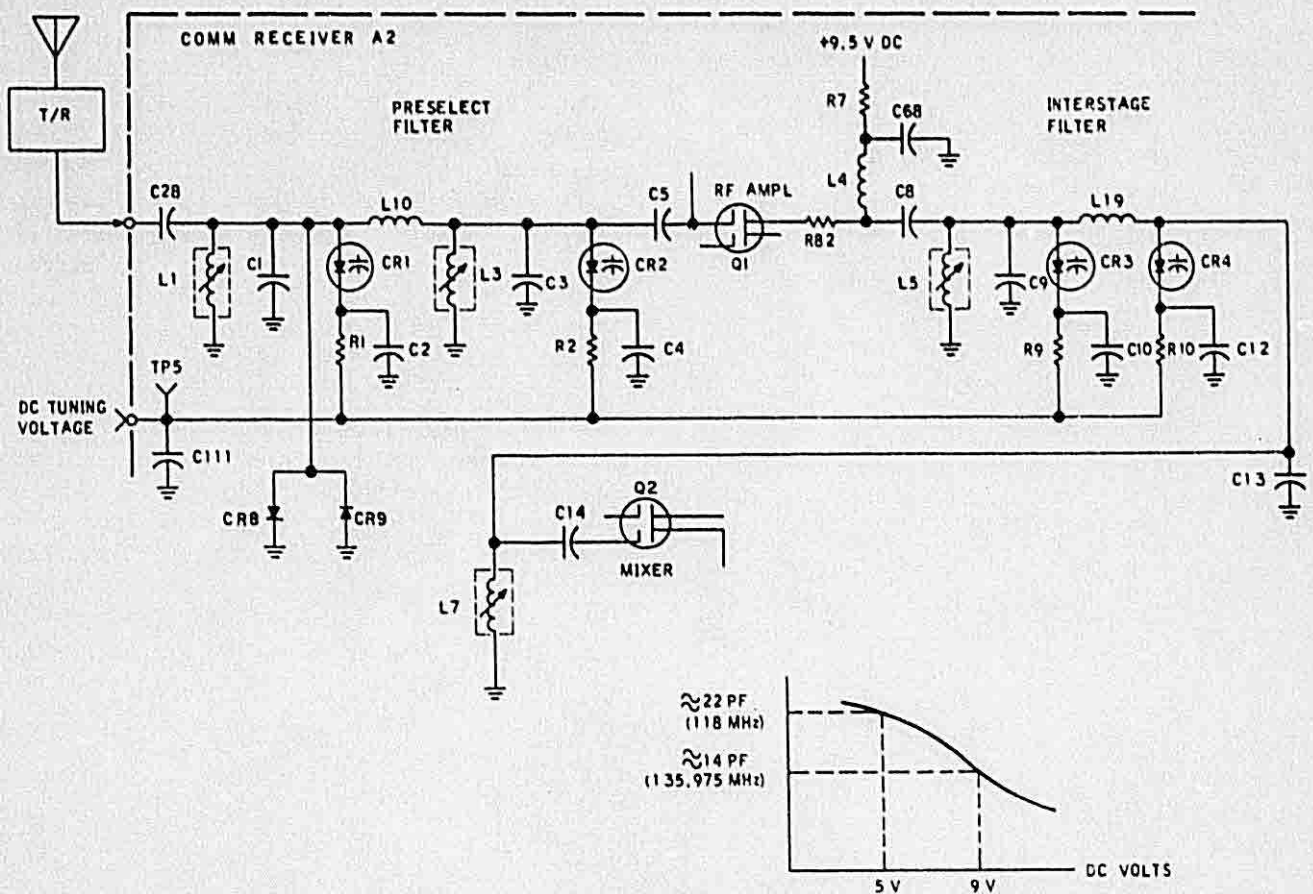 COMM RECEIVER A2
+9.5 V DC
T/R
PRESELECT
FILTER
R7
C68
INTERSTAGE
FILTER
C28
L10
C5
RF AMPL
L4
C8
L19
R82
Q1
L1
C1
CR1
L3
C3
CR2
L5
C9
CR3
CR4
R1
C2
R2
C4
R9
C10
R10
C12
TP5
DC TUNING
VOLTAGE
C111
C13
CR8
CR9
C14
Q2
MIXER
L7
≈22 PF
(118 MHz)
≈14 PF
(135.975 MHz)
DC VOLTS
5 V
9 V